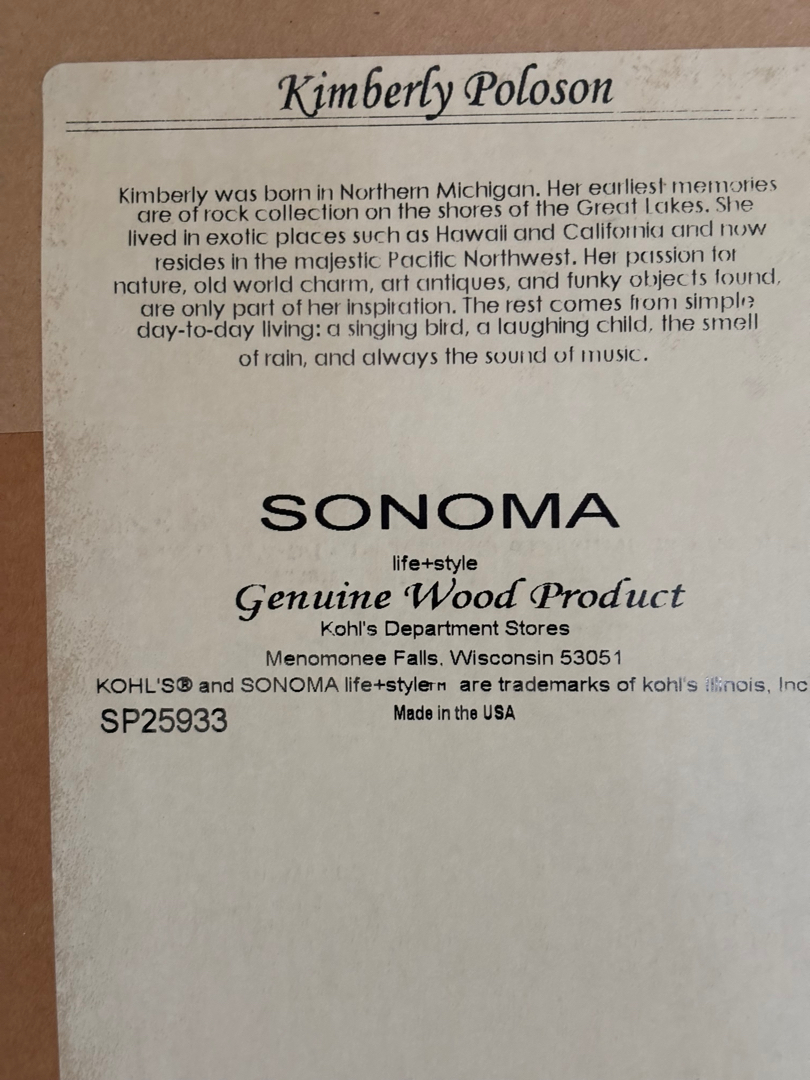 Kimberly Poloson
Kimberly was born in Northern Michigan. Her earliest memories
are of rock collection on the shores of the Great Lakes. She
lived in exotic places such as Hawaii and California and now
resides in the majestic Pacific Northwest. Her passion for
nature, old world charm, art antiques, and funky objects found,
are only part of her inspiration. The rest comes from simple
day-to-day living: a singing bird, a laughing child, the smell
of rain, and always the sound of music.
SONOMA
life+style
Genuine Wood Product
Kohl's Department Stores
Menomonee Falls, Wisconsin 53051
KOHL'S® and SONOMA life+style™ are trademarks of kohl's illinois, Inc
Made in the USA
SP25933